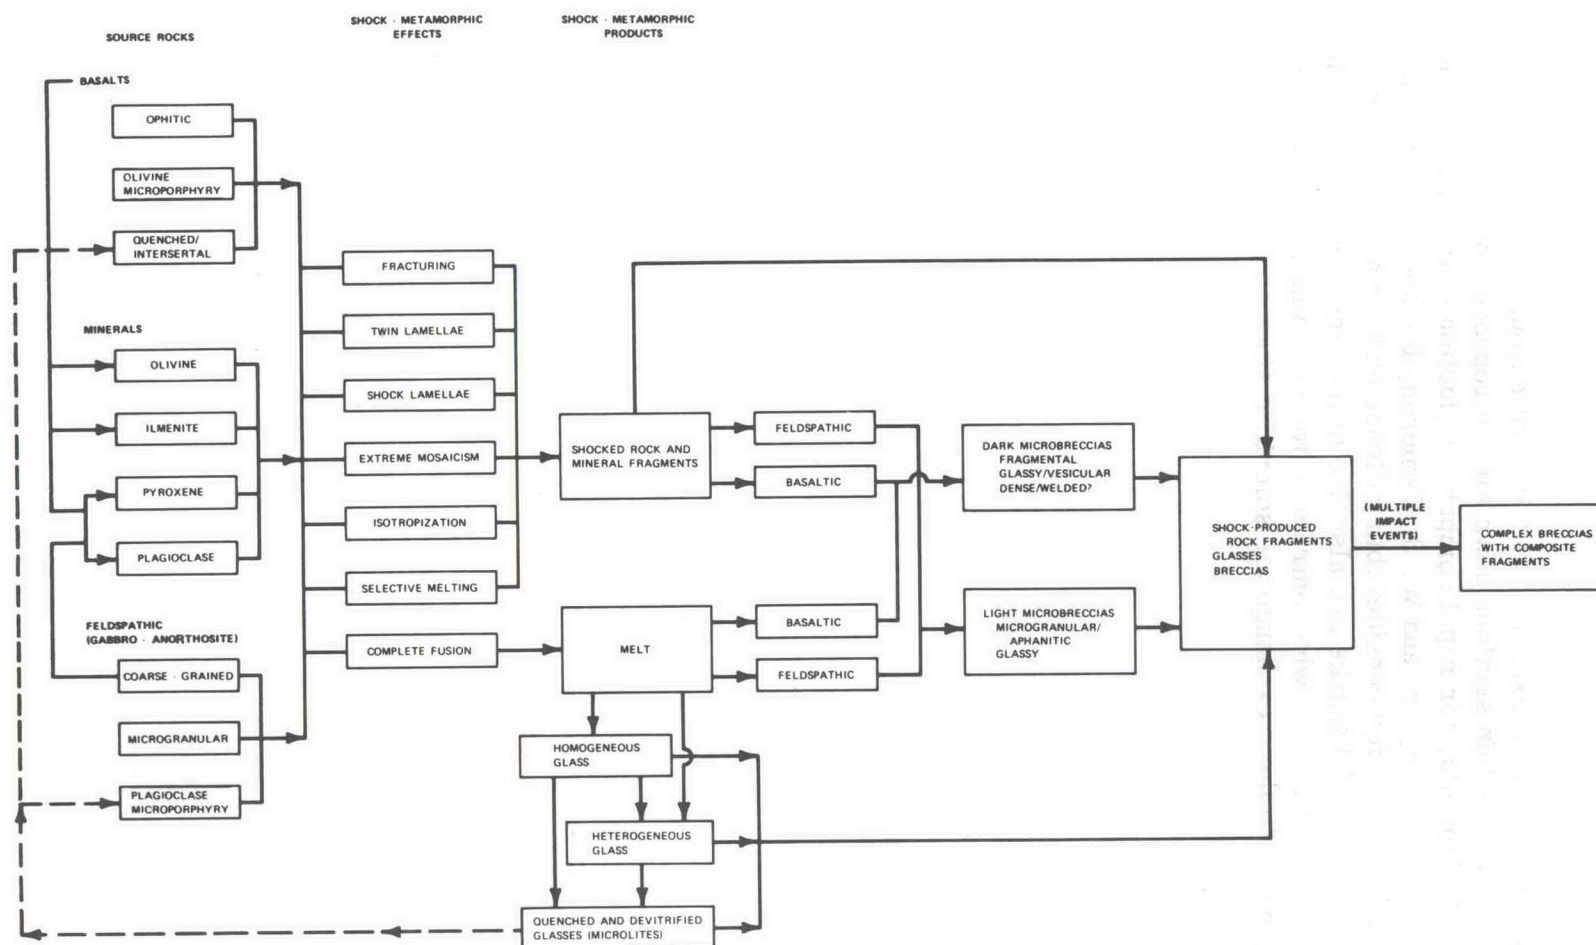 SHOCK - METAMORPHIC
EFFECTS
SHOCK - METAMORPHIC
PRODUCTS
SOURCE ROCKS
BASALTS
OPHITIC
OLIVINE
MICROPORPHYRY
QUENCHED/
INTERSERTAL
MINERALS
OLIVINE
ILMENITE
PYROXENE
PLAGIOCLASE
FELDSPATHIC
(GABBRO - ANORTHOSITE)
COARSE - GRAINED
MICROGRANULAR
PLAGIOCLASE
MICROPORPHYRY
FRACTURING
TWIN LAMELLAE
SHOCK LAMELLAE
EXTREME MOSAICISM
ISOTROPIZATION
SELECTIVE MELTING
COMPLETE FUSION
SHOCKED ROCK AND
MINERAL FRAGMENTS
MELT
HOMOGENEOUS
GLASS
HETEROGENEOUS
GLASS
QUENCHED AND DEVITRIFIED
GLASSES (MICROLITES)
FELDSPATHIC
BASALTIC
BASALTIC
FELDSPATHIC
DARK MICROBRECCIAS
FRAGMENTAL
GLASSY/VESICULAR
DENSE/WELDED?
LIGHT MICROBRECCIAS
MICROGRANULAR/
APHANITIC
GLASSY
SHOCK-PRODUCED
ROCK FRAGMENTS
GLASSES
BRECCIAS
(MULTIPLE
IMPACT
EVENTS)
COMPLEX BRECCIAS
WITH COMPOSITE
FRAGMENTS